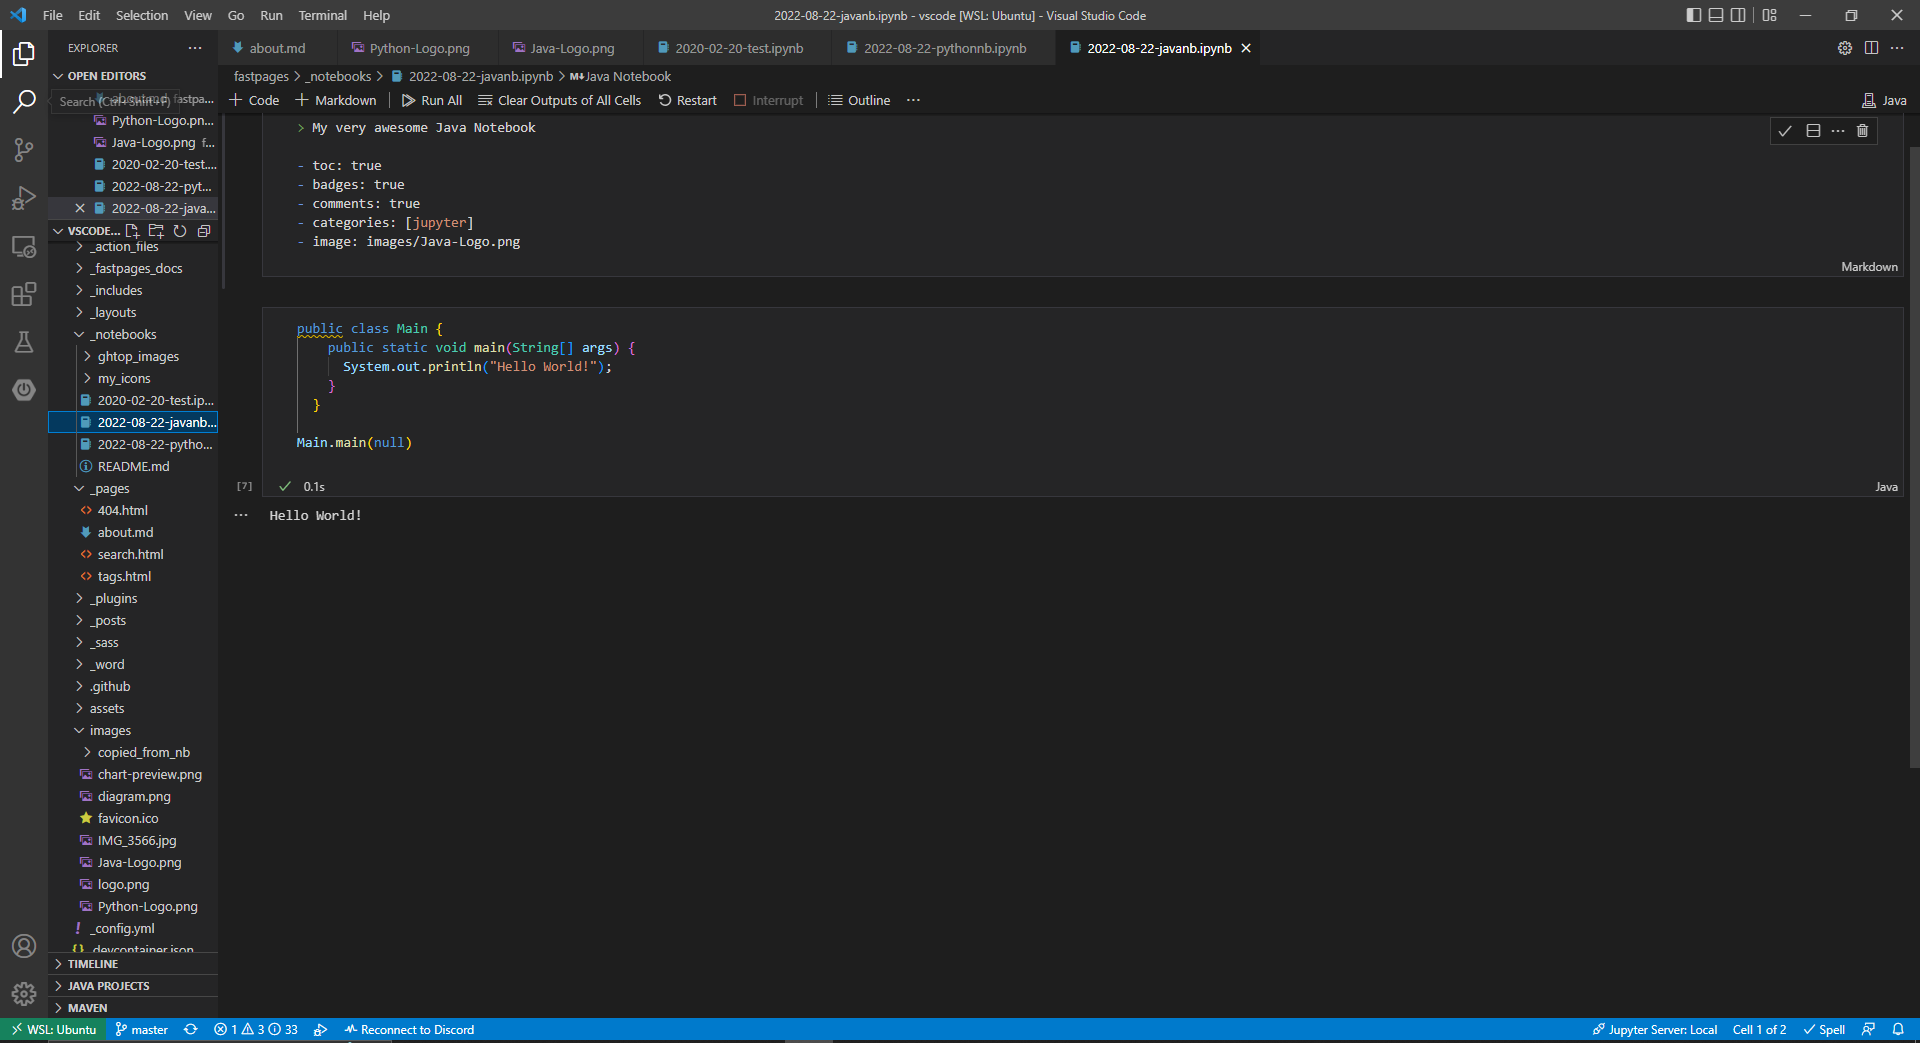 File Edit Selection View Go Run Terminal Help
2022-08-22-javanb.ipynb - vscode [WSL: Ubuntu] - Visual Studio Code
EXPLORER
OPEN EDITORS
Search (Ctrl+Shift+F)
Python-Logo.pn...
Java-Logo.png f...
2020-02-20-test....
2022-08-22-pyt...
2022-08-22-java...
VSCODE...
_action_files
_fastpages_docs
_includes
_layouts
_notebooks
ghtop_images
my_icons
2020-02-20-test.ip...
2022-08-22-javanb...
2022-08-22-pytho...
README.md
_pages
404.html
about.md
search.html
tags.html
_plugins
_posts
_sass
_word
.github
assets
images
copied_from_nb
chart-preview.png
diagram.png
favicon.ico
IMG_3566.jpg
Java-Logo.png
logo.png
Python-Logo.png
_config.yml
.devcontainer.json
TIMELINE
JAVA PROJECTS
MAVEN
about.md Python-Logo.png Java-Logo.png 2020-02-20-test.ipynb 2022-08-22-pythonnb.ipynb 2022-08-22-javanb.ipynb
fastpages > _notebooks > 2022-08-22-javanb.ipynb > M↓Java Notebook
+ Code + Markdown Run All Clear Outputs of All Cells Restart Interrupt Outline ... Java
> My very awesome Java Notebook
- toc: true
- badges: true
- comments: true
- categories: [jupyter]
- image: images/Java-Logo.png
Markdown
public class Main {
public static void main(String[] args) {
System.out.println("Hello World!");
}
}
Main.main(null)
[7] 0.1s
Java
Hello World!
WSL: Ubuntu master 1 3 33 Reconnect to Discord
Jupyter Server: Local Cell 1 of 2 Spell